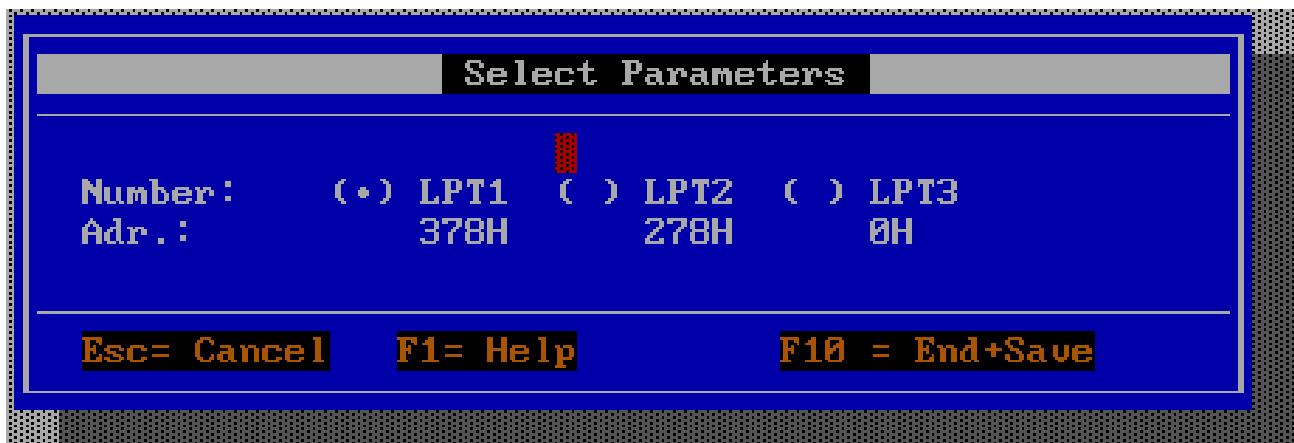 Select Parameters
Number: (•) LPT1 ( ) LPT2 ( ) LPT3
Adr.: 378H 278H 0H
Esc= Cancel F1= Help F10 = End+Save